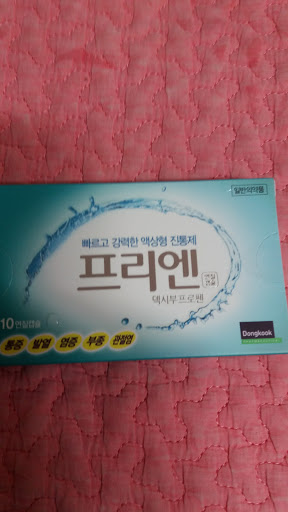 일반의약품
빠르고 강력한 액상형 진통제
프리엔 연질캡슐
덱시부프로펜
10 연질캡슐
통증 발열 염증 부종 관절염
Dongkook